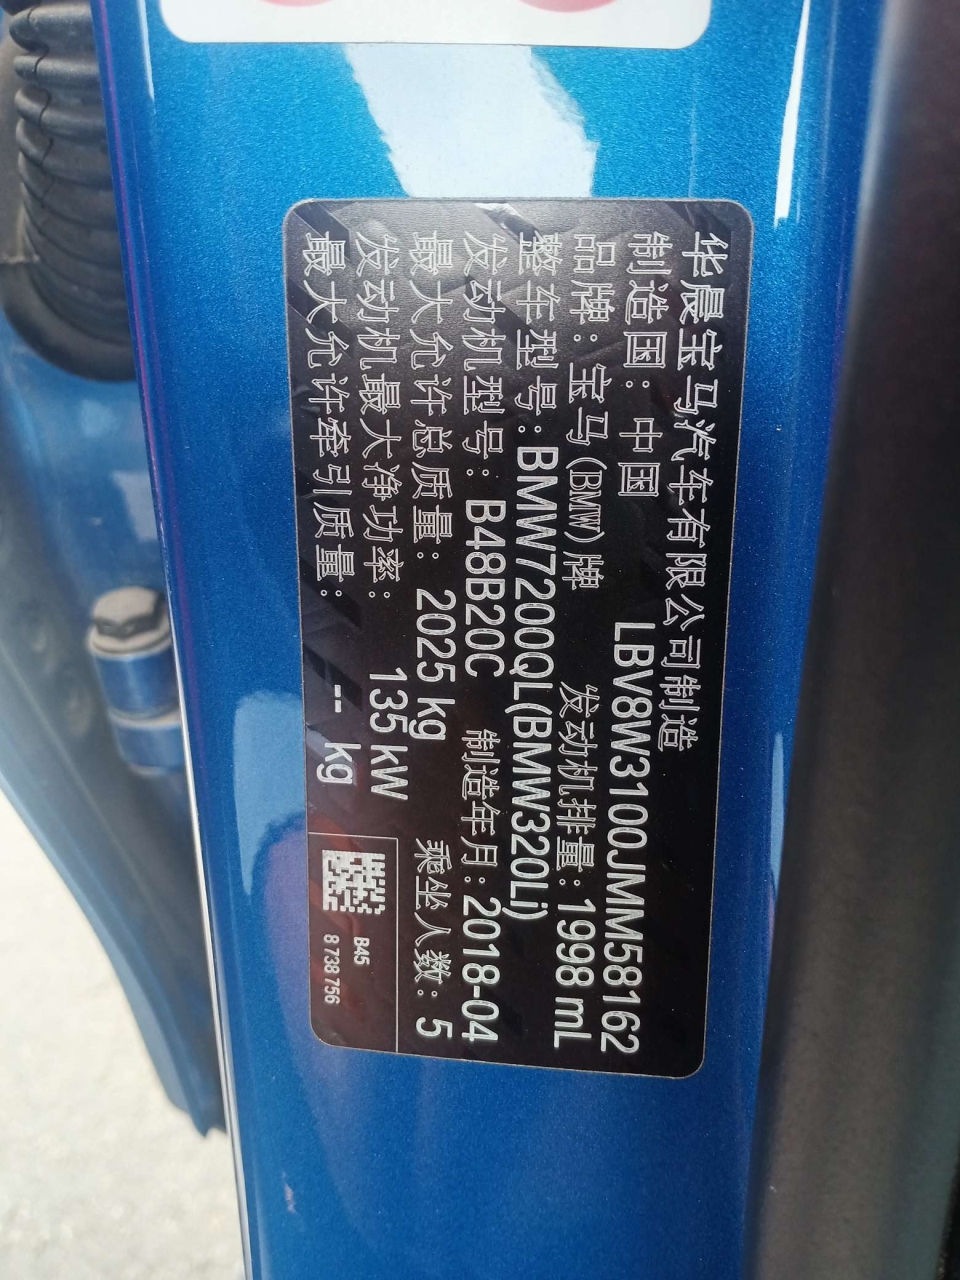 华晨宝马汽车有限公司制造
制造国：中国 LBV8W3100JMM58162
品牌：宝马(BMW)牌 发动机排量：1998 mL
整车型号：BMW7200QL(BMW320Li)
发动机型号：B48B20C 制造年月：2018-04
最大允许总质量：2025 kg 乘坐人数：5
发动机最大净功率：135 kW
最大允许牵引质量：-- kg
B45
8 738 756